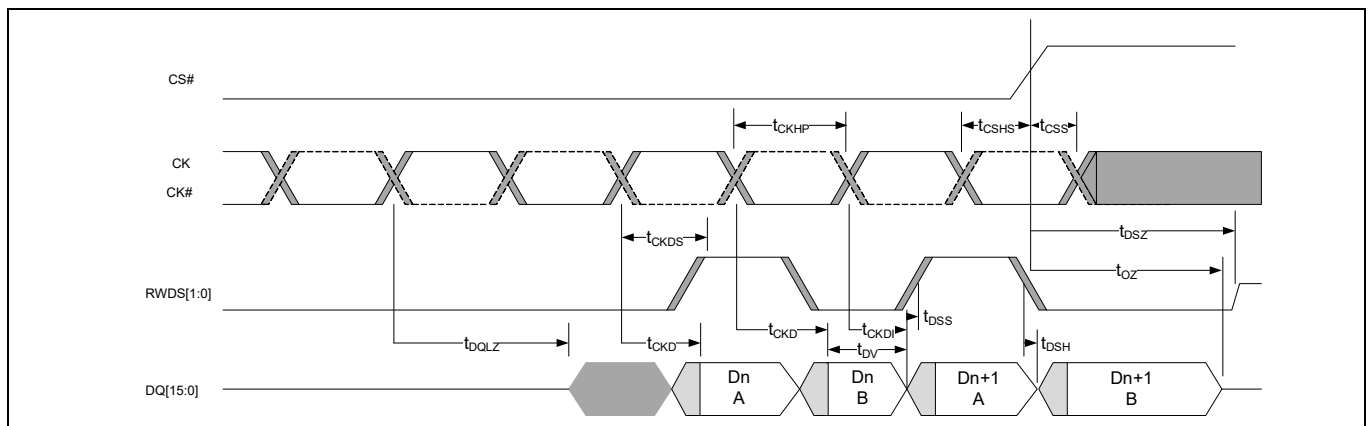 CS#
tCKHP
tCSHS
tCSS
CK
CK#
tCKDS
tDSZ
tOZ
RWDS[1:0]
tDSS
tCKD
tCKDI
tDQLZ
tCKD
tDV
tDSH
DQ[15:0]
Dn
A
Dn
B
Dn+1
A
Dn+1
B